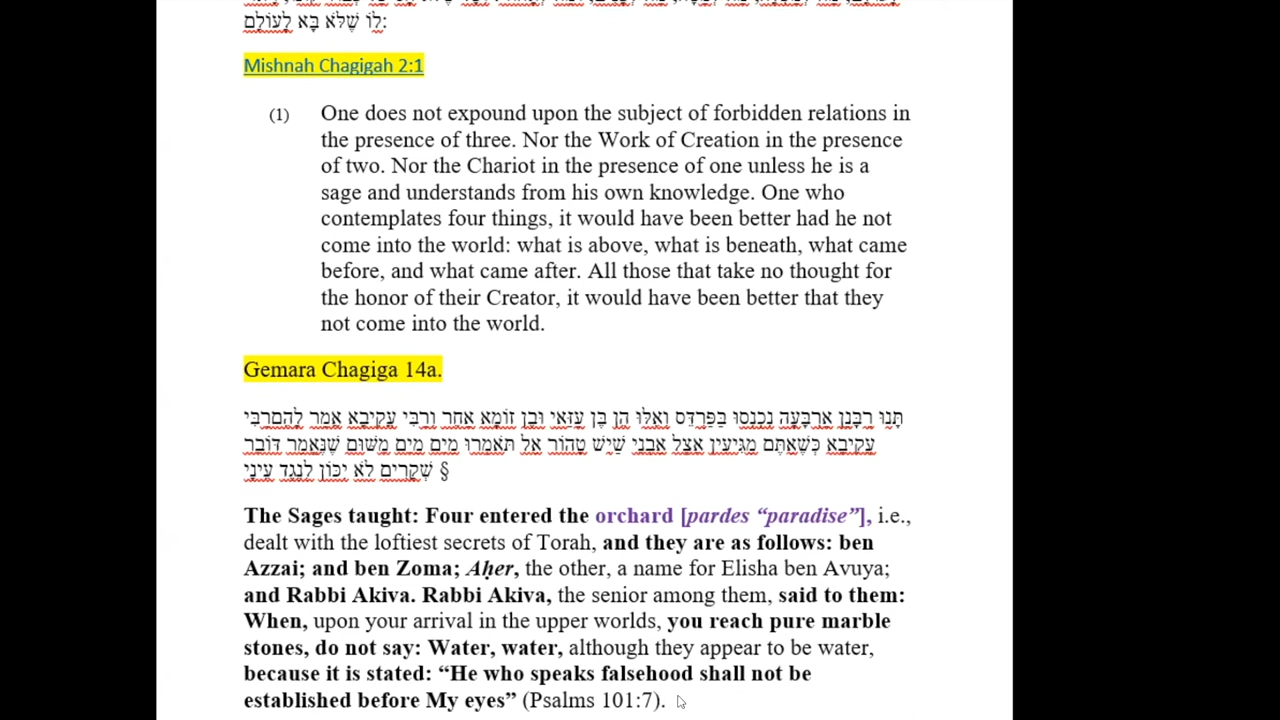 לוֹ שֶׁלֹּא בָּא לָעוֹלָם:
Mishnah Chagigah 2:1
(1) One does not expound upon the subject of forbidden relations in
the presence of three. Nor the Work of Creation in the presence
of two. Nor the Chariot in the presence of one unless he is a
sage and understands from his own knowledge. One who
contemplates four things, it would have been better had he not
come into the world: what is above, what is beneath, what came
before, and what came after. All those that take no thought for
the honor of their Creator, it would have been better that they
not come into the world.
Gemara Chagiga 14a.
תָּנוּ רַבָּנַן אַרְבָּעָה נִכְנְסוּ בַּפַּרְדֵּס וְאֵלּוּ הֵן בֶּן עַזַּאי וּבֶן זוֹמָא אַחֵר וְרַבִּי עֲקִיבָא אֲמַר לָהֶםרַבִּי
עֲקִיבָא כְּשֶׁאַתֶּם מַגִּיעִין אֵצֶל אַבְנֵי שַׁיִשׁ טָהוֹר אַל תֹּאמְרוּ מַיִם מַיִם מִשּׁוּם שֶׁנֶּאֱמַר דּוֹבֵר
שְׁקָרִים לֹא יִכּוֹן לְנֶגֶד עֵינָי §
The Sages taught: Four entered the orchard [pardes “paradise”], i.e.,
dealt with the loftiest secrets of Torah, and they are as follows: ben
Azzai; and ben Zoma; Aḥer, the other, a name for Elisha ben Avuya;
and Rabbi Akiva. Rabbi Akiva, the senior among them, said to them:
When, upon your arrival in the upper worlds, you reach pure marble
stones, do not say: Water, water, although they appear to be water,
because it is stated: “He who speaks falsehood shall not be
established before My eyes” (Psalms 101:7).